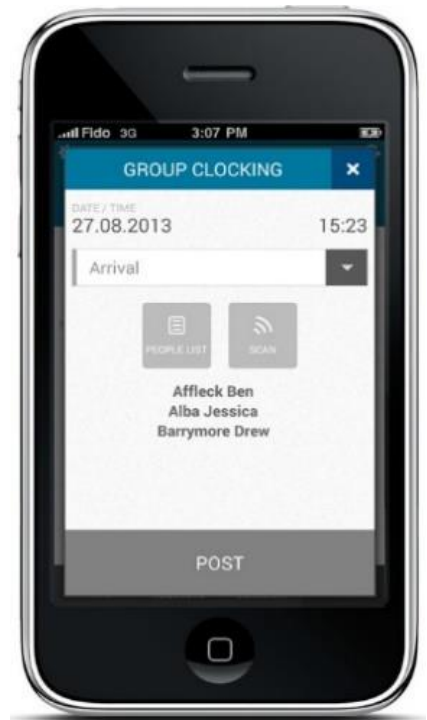 Fido 3G 3:07 PM
GROUP CLOCKING ×
DATE / TIME
27.08.2013 15:23
Arrival
PEOPLE LIST SCAN
Affleck Ben
Alba Jessica
Barrymore Drew
POST